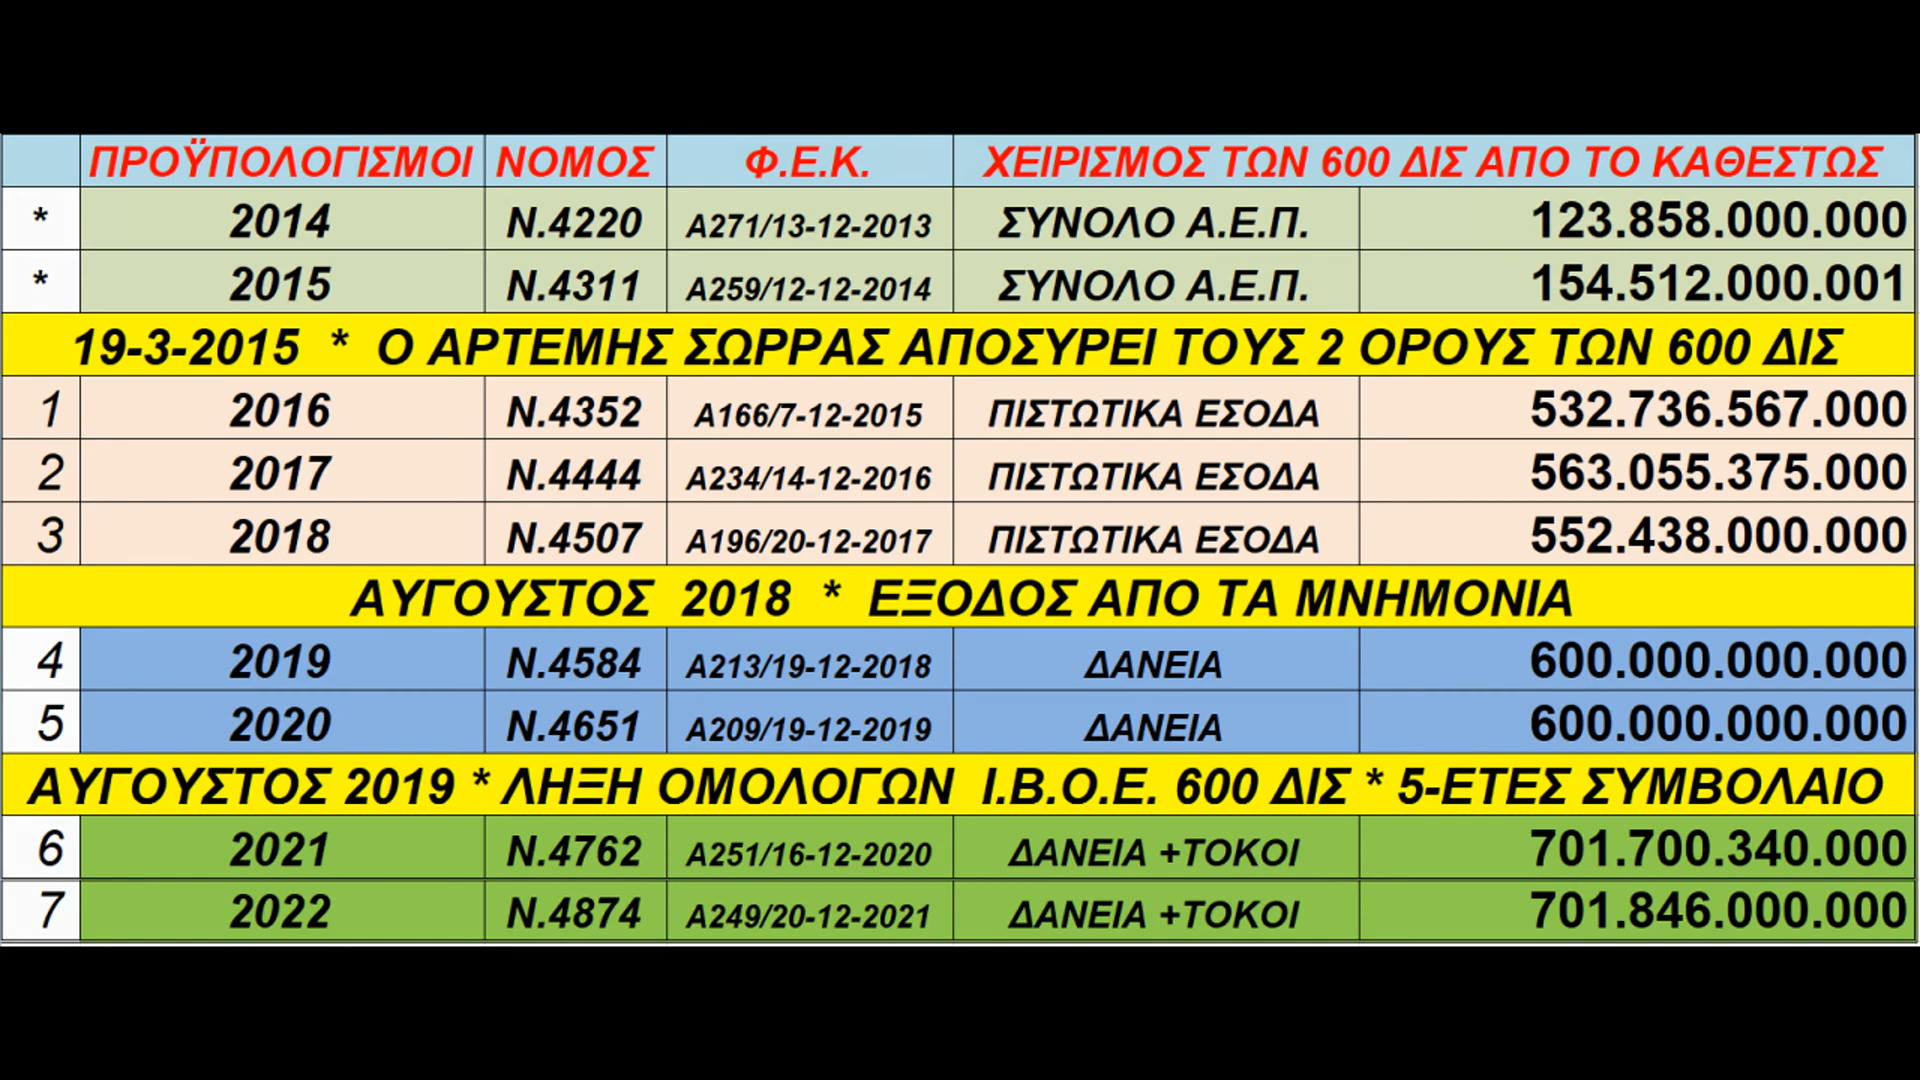 ΠΡΟΫΠΟΛΟΓΙΣΜΟΙ ΝΟΜΟΣ Φ.Ε.Κ. ΧΕΙΡΙΣΜΟΣ ΤΩΝ 600 ΔΙΣ ΑΠΟ ΤΟ ΚΑΘΕΣΤΩΣ
* 2014 Ν.4220 Α271/13-12-2013 ΣΥΝΟΛΟ Α.Ε.Π. 123.858.000.000
* 2015 Ν.4311 Α259/12-12-2014 ΣΥΝΟΛΟ Α.Ε.Π. 154.512.000.001
19-3-2015 * Ο ΑΡΤΕΜΗΣ ΣΩΡΡΑΣ ΑΠΟΣΥΡΕΙ ΤΟΥΣ 2 ΟΡΟΥΣ ΤΩΝ 600 ΔΙΣ
1 2016 Ν.4352 Α166/7-12-2015 ΠΙΣΤΩΤΙΚΑ ΕΣΟΔΑ 532.736.567.000
2 2017 Ν.4444 Α234/14-12-2016 ΠΙΣΤΩΤΙΚΑ ΕΣΟΔΑ 563.055.375.000
3 2018 Ν.4507 Α196/20-12-2017 ΠΙΣΤΩΤΙΚΑ ΕΣΟΔΑ 552.438.000.000
ΑΥΓΟΥΣΤΟΣ 2018 * ΕΞΟΔΟΣ ΑΠΟ ΤΑ ΜΝΗΜΟΝΙΑ
4 2019 Ν.4584 Α213/19-12-2018 ΔΑΝΕΙΑ 600.000.000.000
5 2020 Ν.4651 Α209/19-12-2019 ΔΑΝΕΙΑ 600.000.000.000
ΑΥΓΟΥΣΤΟΣ 2019 * ΛΗΞΗ ΟΜΟΛΟΓΩΝ Ι.Β.Ο.Ε. 600 ΔΙΣ * 5-ΕΤΕΣ ΣΥΜΒΟΛΑΙΟ
6 2021 Ν.4762 Α251/16-12-2020 ΔΑΝΕΙΑ +ΤΟΚΟΙ 701.700.340.000
7 2022 Ν.4874 Α249/20-12-2021 ΔΑΝΕΙΑ +ΤΟΚΟΙ 701.846.000.000